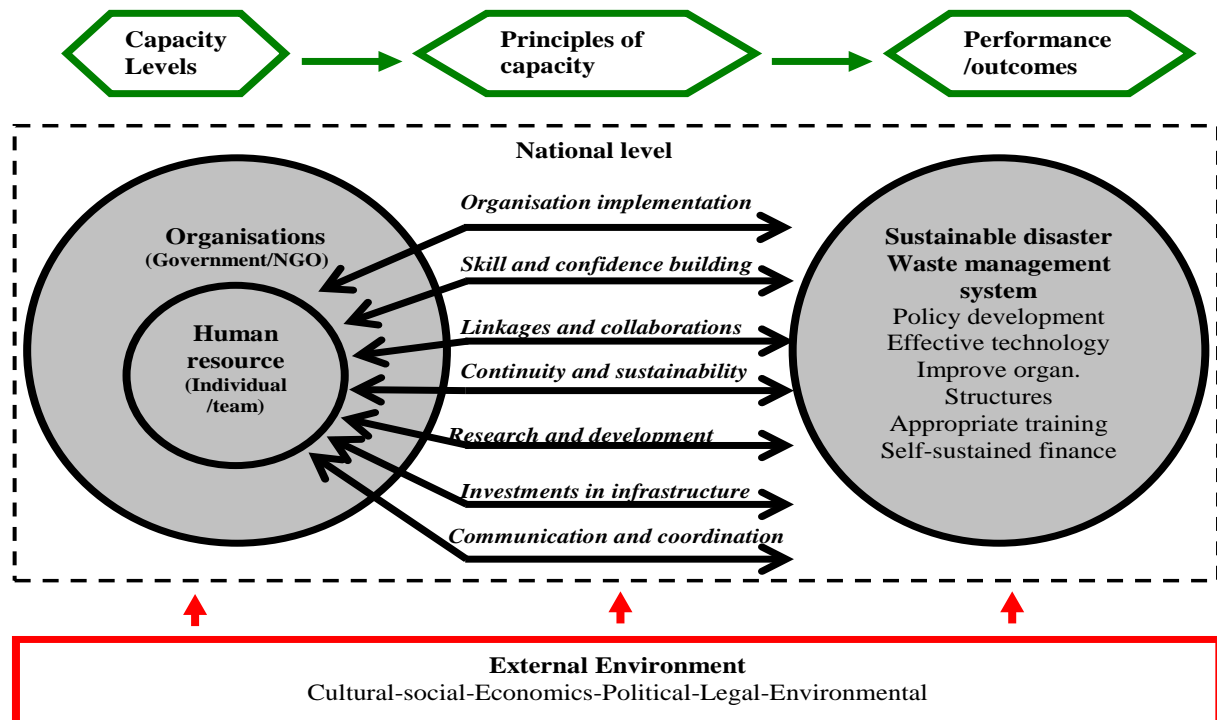 Capacity
Levels
Principles of
capacity
Performance
/outcomes
National level
Organisations
(Government/NGO)
Human
resource
(Individual
/team)
Organisation implementation
Skill and confidence building
Linkages and collaborations
Continuity and sustainability
Research and development
Investments in infrastructure
Communication and coordination
Sustainable disaster
Waste management
system
Policy development
Effective technology
Improve organ.
Structures
Appropriate training
Self-sustained finance
External Environment
Cultural-social-Economics-Political-Legal-Environmental